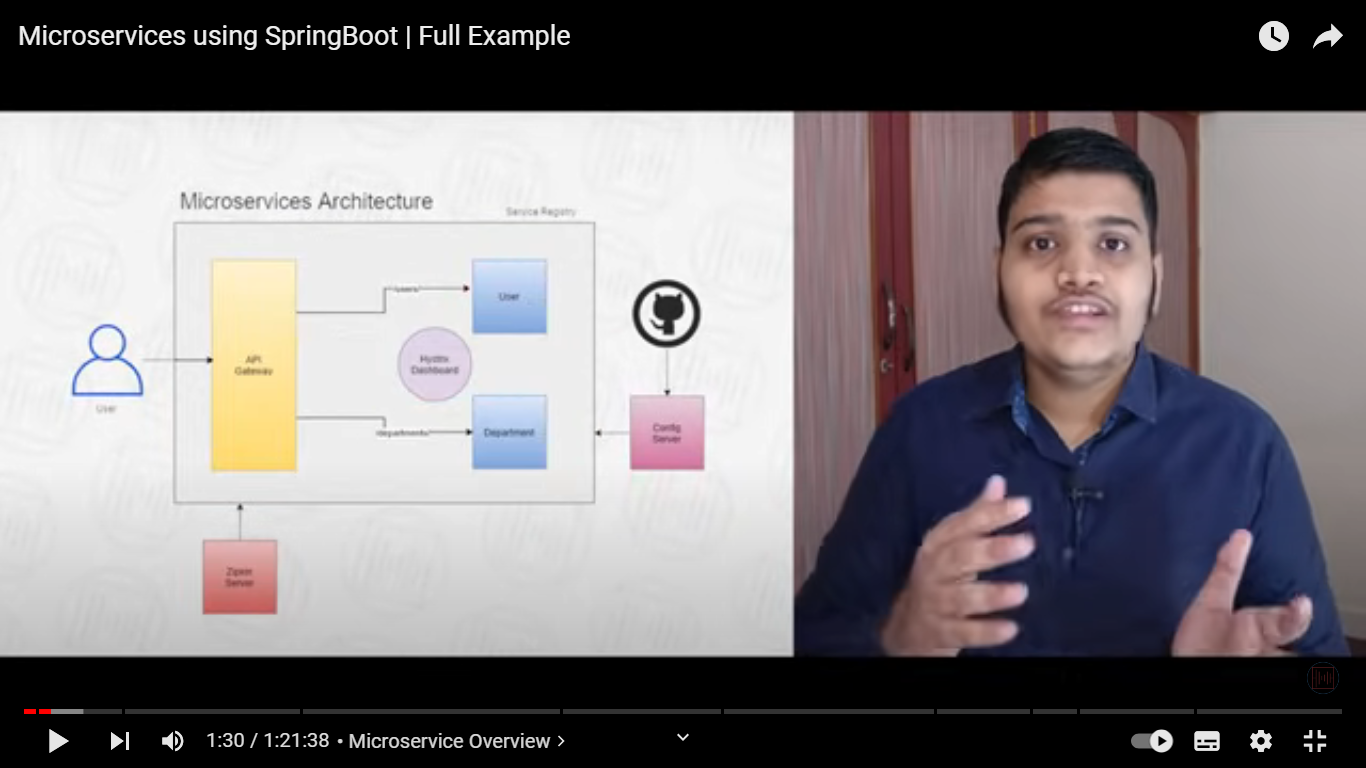 Microservices using SpringBoot | Full Example
Microservices Architecture
Service Registry
User
API
Gateway
User
Hystrix
Dashboard
Department
Config
Server
Zipkin
Server
1:30 / 1:21:38 • Microservice Overview >